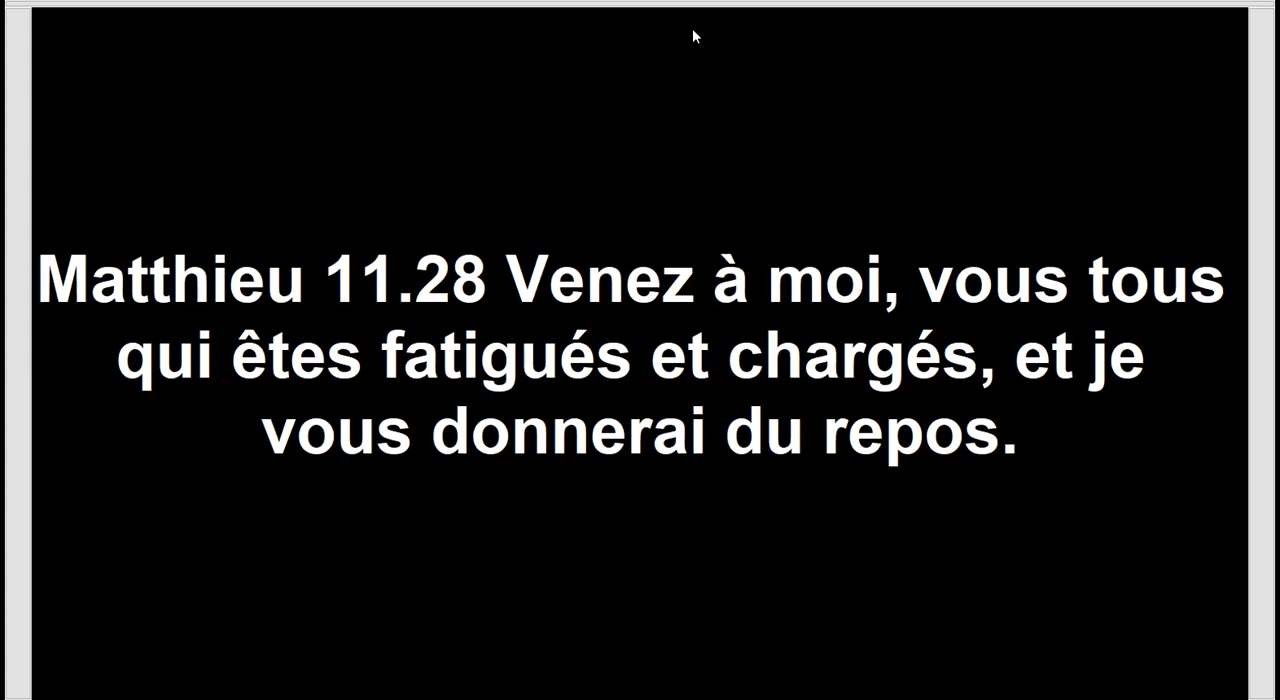 Matthieu 11.28 Venez à moi, vous tous
qui êtes fatigués et chargés, et je
vous donnerai du repos.